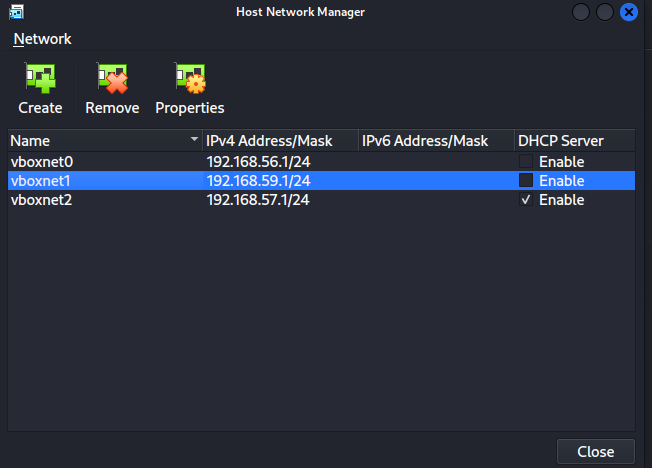 Host Network Manager
Network
Create Remove Properties
Name IPv4 Address/Mask IPv6 Address/Mask DHCP Server
vboxnet0 192.168.56.1/24 Enable
vboxnet1 192.168.59.1/24 Enable
vboxnet2 192.168.57.1/24 Enable
Close